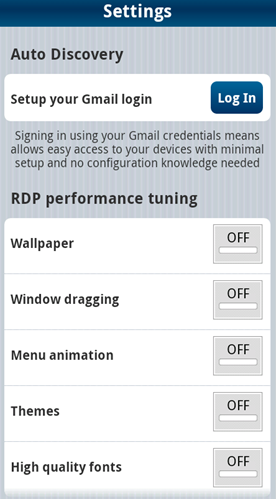 Settings
Auto Discovery
Setup your Gmail login
Log In
Signing in using your Gmail credentials means
allows easy access to your devices with minimal
setup and no configuration knowledge needed
RDP performance tuning
Wallpaper
OFF
Window dragging
OFF
Menu animation
OFF
Themes
OFF
High quality fonts
OFF